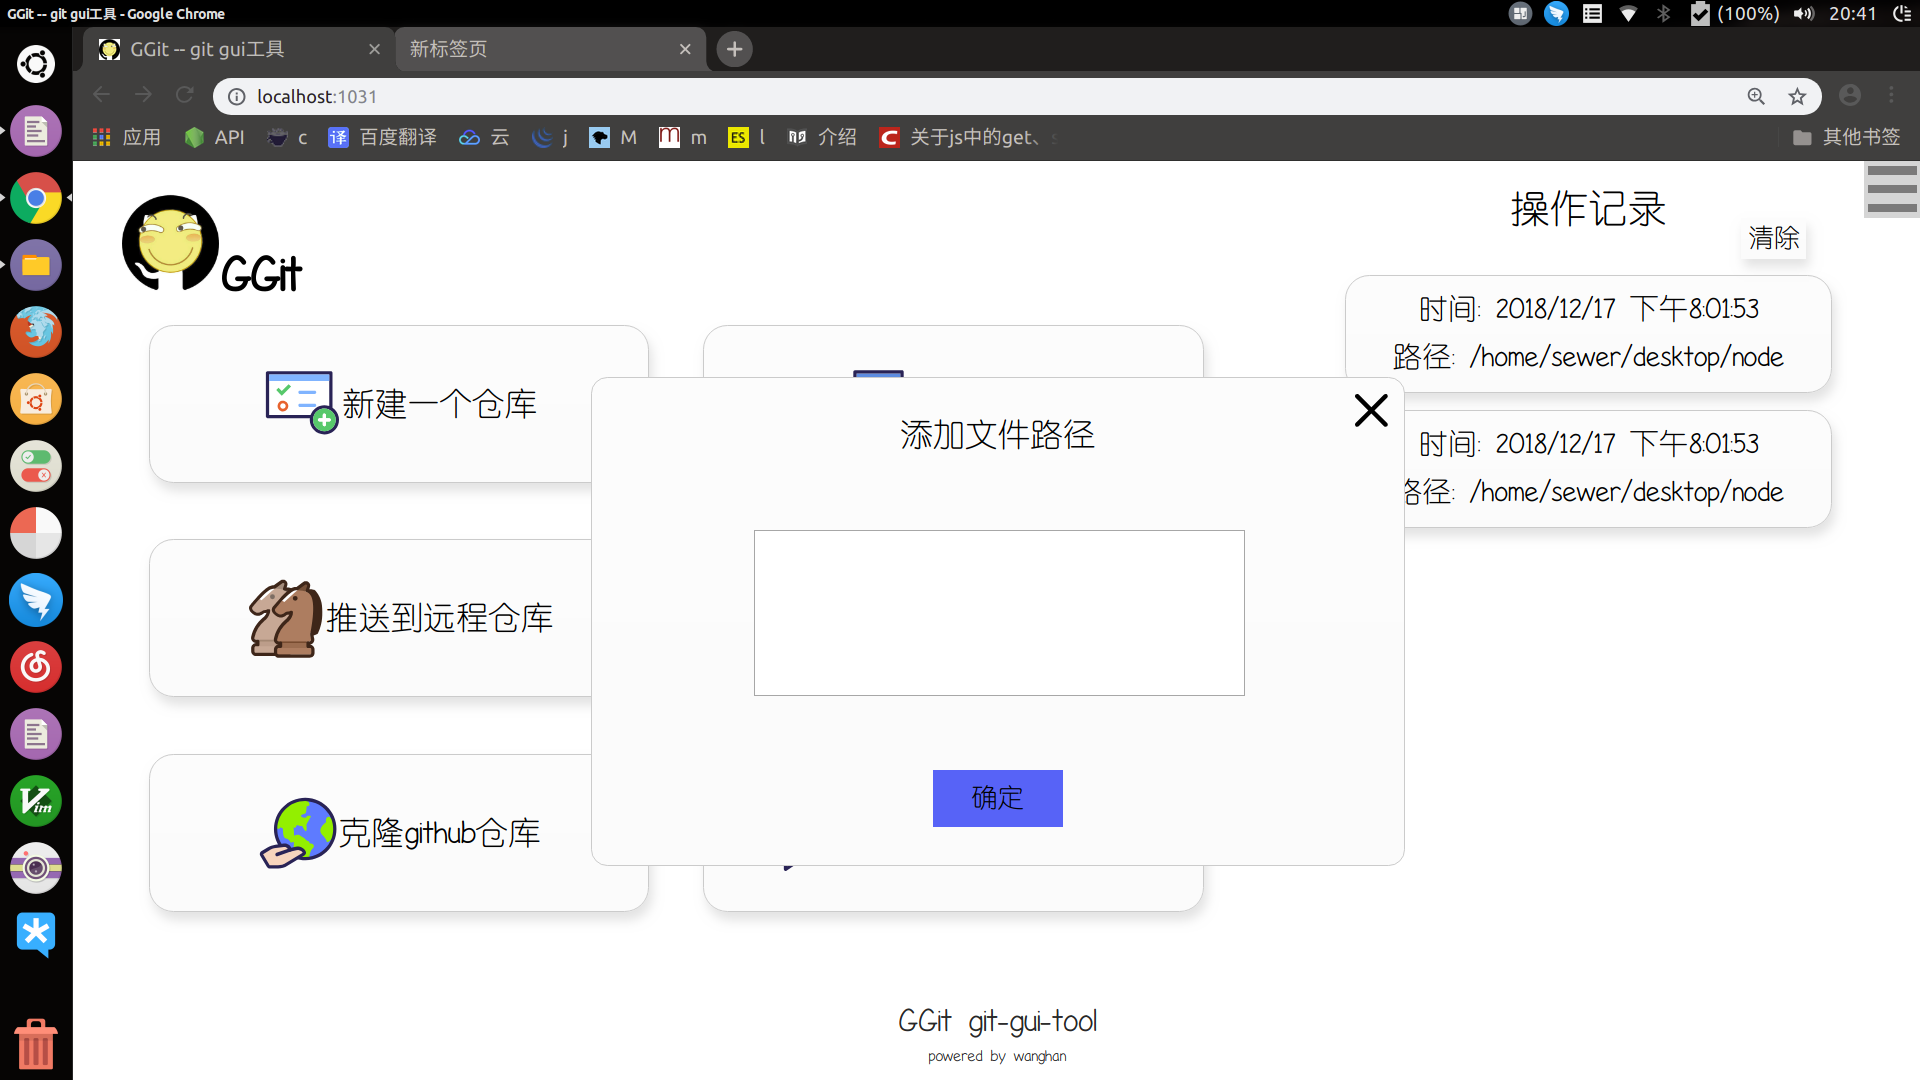 GGit -- git gui工具 - Google Chrome
(100%) 20:41
GGit -- git gui工具
新标签页
localhost:1031
应用
API
c
百度翻译
云
j
M
m
l
介绍
关于js中的get、
其他书签
GGit
操作记录
清除
时间: 2018/12/17 下午8:01:53
路径: /home/sewer/desktop/node
时间: 2018/12/17 下午8:01:53
路径: /home/sewer/desktop/node
新建一个仓库
推送到远程仓库
克隆github仓库
添加文件路径
确定
GGit git-gui-tool
powered by wanghan